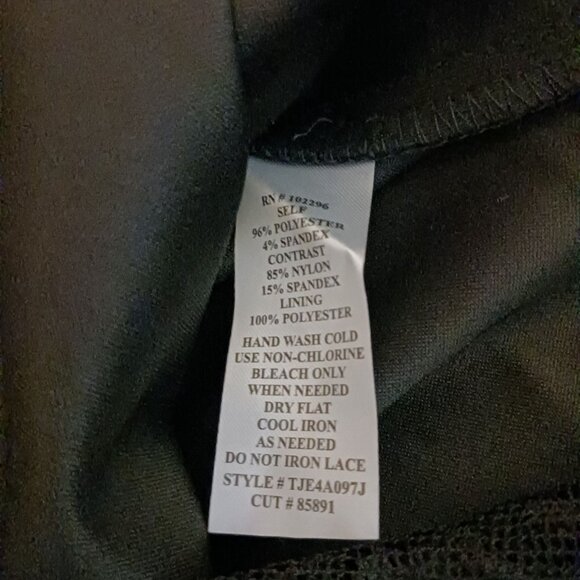 RN # 102296
SELF
96% POLYESTER
4% SPANDEX
CONTRAST
85% NYLON
15% SPANDEX
LINING
100% POLYESTER
HAND WASH COLD
USE NON-CHLORINE
BLEACH ONLY
WHEN NEEDED
DRY FLAT
COOL IRON
AS NEEDED
DO NOT IRON LACE
STYLE # TJE4A097J
CUT # 85891